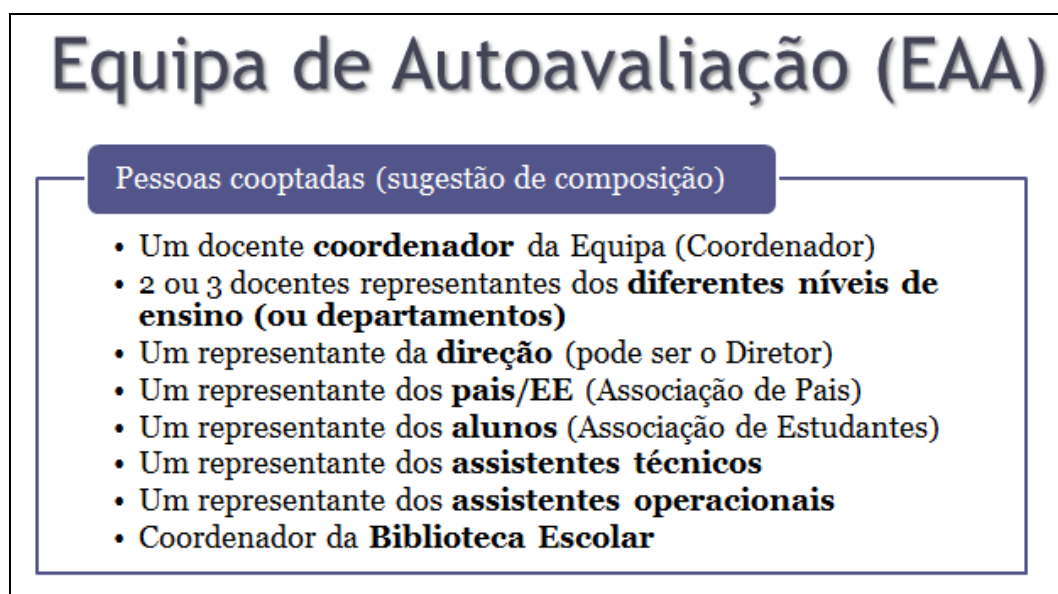 Equipa de Autoavaliação (EAA)
Pessoas cooptadas (sugestão de composição)
• Um docente coordenador da Equipa (Coordenador)
• 2 ou 3 docentes representantes dos diferentes níveis de
ensino (ou departamentos)
• Um representante da direção (pode ser o Diretor)
• Um representante dos pais/EE (Associação de Pais)
• Um representante dos alunos (Associação de Estudantes)
• Um representante dos assistentes técnicos
• Um representante dos assistentes operacionais
• Coordenador da Biblioteca Escolar